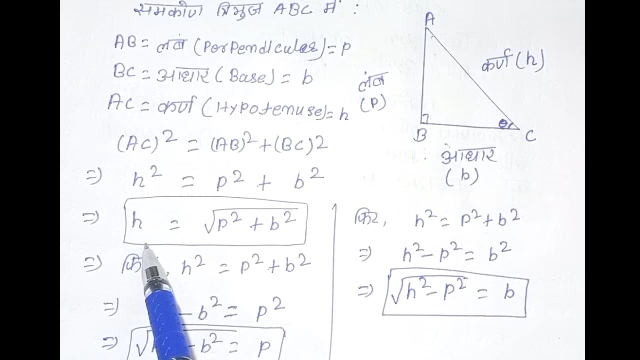 समकोण त्रिभुज ABC में :
AB = लंब (Perpendicular) = p
BC = आधार (Base) = b
AC = कर्ण (Hypotenuse) = h
(AC)² = (AB)² + (BC)²
⇒ h² = p² + b²
⇒ h = √p² + b²
⇒ फिर, h² = p² + b²
⇒ - b² = p²
⇒ - b² = p
A
कर्ण (h)
लंब
(p)
B
θ
C
: आधार
(b)
फिर, h² = p² + b²
⇒ h² - p² = b²
⇒ √h² - p² = b